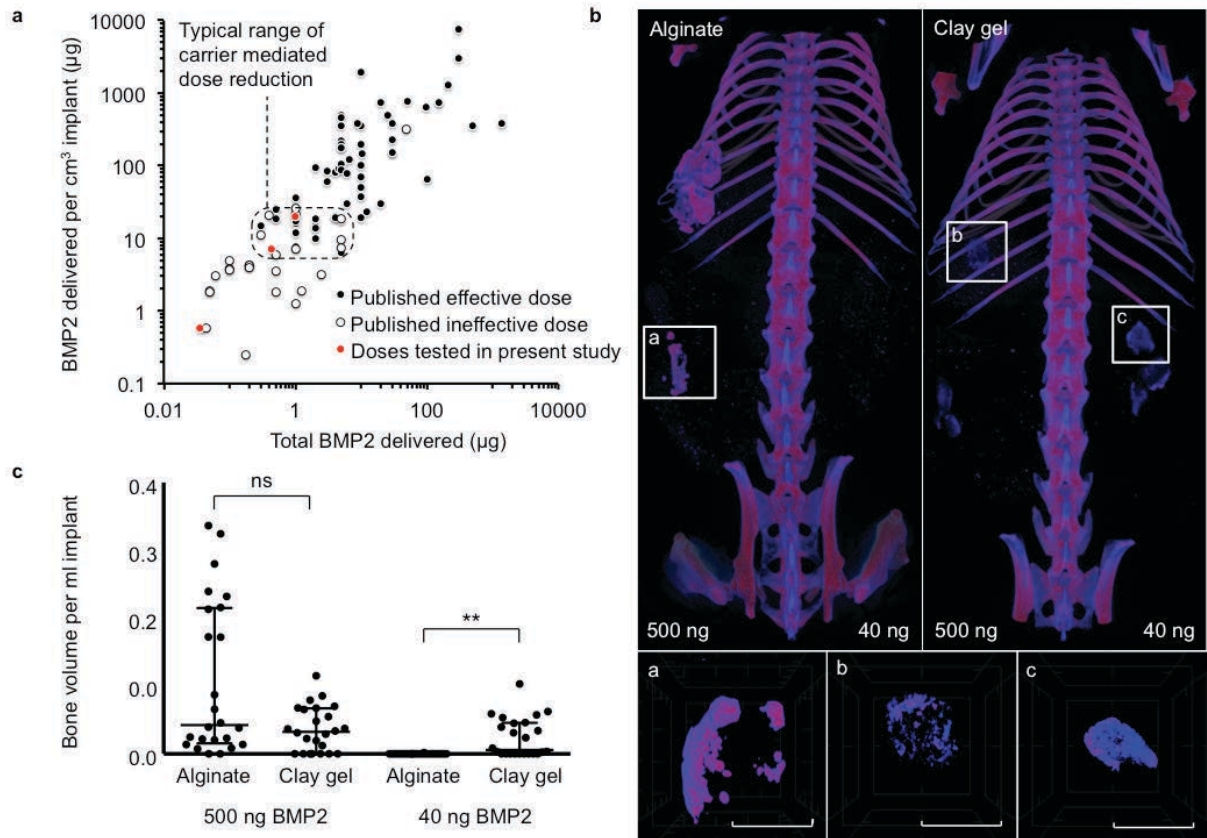 a
BMP2 delivered per cm³ implant (µg)
10000
1000
100
10
1
0.1
0.01
1
100
10000
Total BMP2 delivered (µg)
Typical range of
carrier mediated
dose reduction
Published effective dose
Published ineffective dose
Doses tested in present study
b
Alginate
Clay gel
a
b
c
500 ng
40 ng
500 ng
40 ng
a
b
c
c
Bone volume per ml implant
0.4
0.3
0.2
0.0
0.0
ns
**
Alginate
Clay gel
Alginate
Clay gel
500 ng BMP2
40 ng BMP2